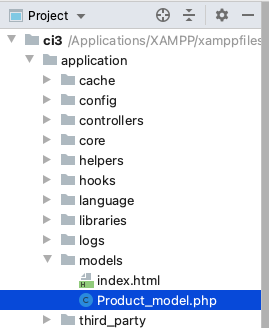 Project
ci3 /Applications/XAMPP/xamppfiles
application
cache
config
controllers
core
helpers
hooks
language
libraries
logs
models
index.html
Product_model.php
third_party